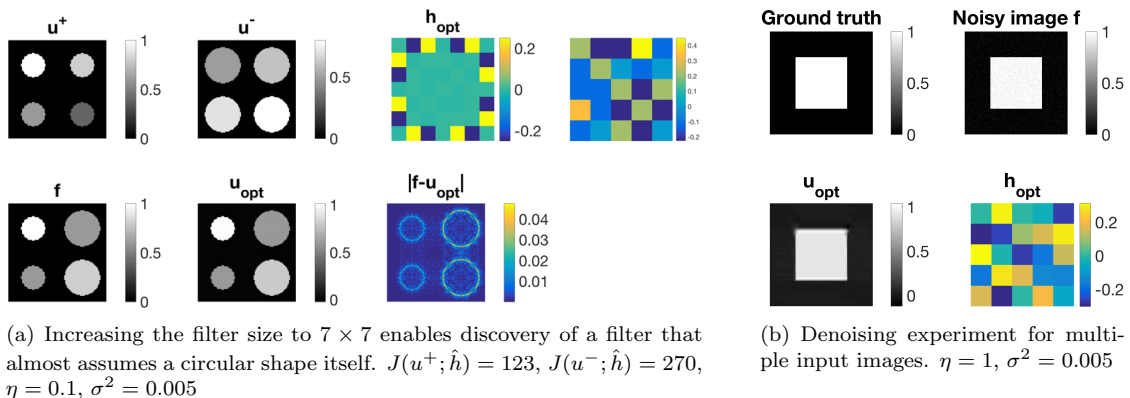 u+
u-
hopt
1
0.5
0
0.5
0
0.2
0
-0.2
0.4
0.3
0.2
0.1
0
-0.1
-0.2
f
uopt
|f-uopt|
1
0.5
0
1
0.5
0
0.04
0.03
0.02
0.01
(a) Increasing the filter size to 7 × 7 enables discovery of a filter that
almost assumes a circular shape itself. J(u+; ĥ) = 123, J(u−; ĥ) = 270,
η = 0.1, σ2 = 0.005
Ground truth
Noisy image f
1
0.5
0
1
0.5
0
uopt
hopt
1
0.5
0
0.2
0
-0.2
(b) Denoising experiment for multi-
ple input images. η = 1, σ2 = 0.005